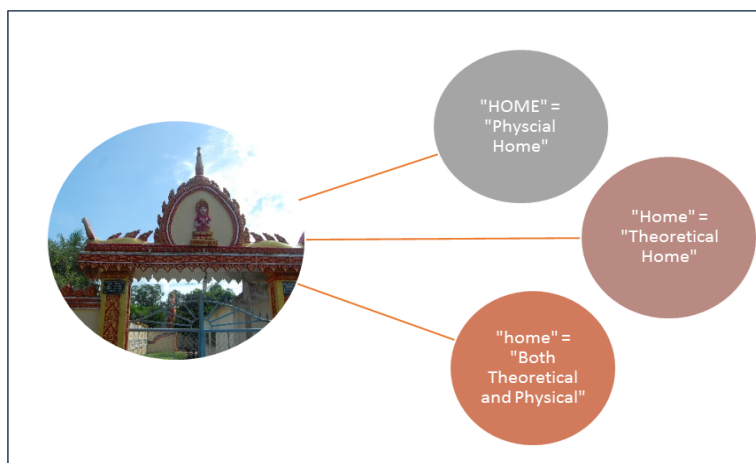 "HOME" =
"Physcial
Home"
"Home" =
"Theoretical
Home"
"home" =
"Both
Theoretical
and Physical"